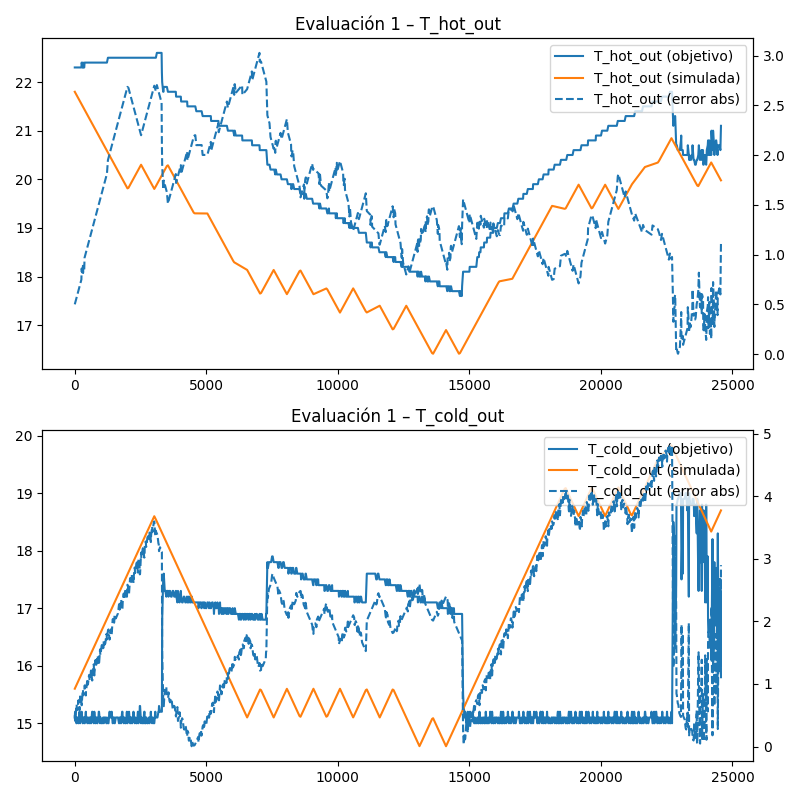 Evaluación 1 – T_hot_out
T_hot_out (objetivo)
T_hot_out (simulada)
T_hot_out (error abs)
22
21
20
19
18
17
3.0
2.5
2.0
1.5
1.0
0.5
0.0
0 5000 10000 15000 20000 25000
Evaluación 1 – T_cold_out
T_cold_out (objetivo)
T_cold_out (simulada)
T_cold_out (error abs)
20
19
18
17
16
15
5
4
3
2
1
0
0 5000 10000 15000 20000 25000